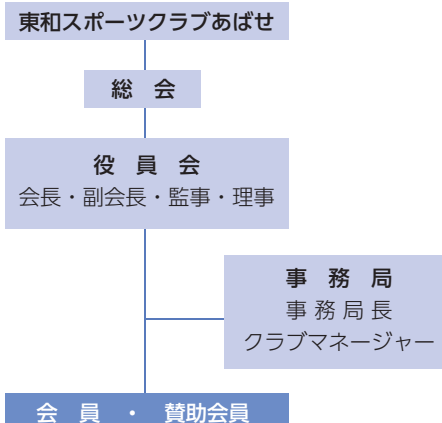 東和スポーツクラブあばせ
総　会
役　員　会
会長・副会長・監事・理事
事　務　局
事 務 局 長
クラブマネージャー
会　員　・　賛助会員